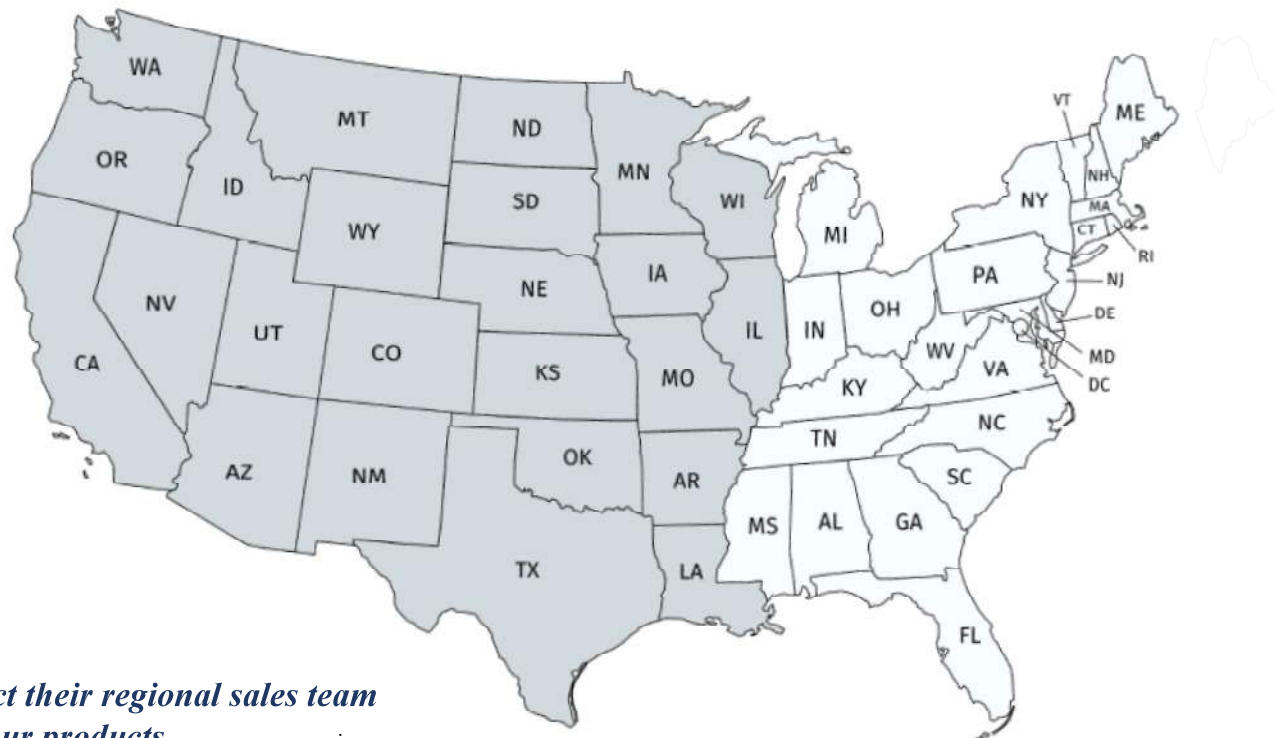 WA
MT
ND
MN
OR
ID
SD
WI
WY
MI
NY
VT
ME
NH
MA
CT
RI
NV
UT
CO
NE
IA
IL
IN
OH
PA
NJ
DE
MD
DC
CA
KS
MO
KY
WV
VA
AZ
NM
OK
AR
TN
NC
SC
TX
LA
MS
AL
GA
FL
ct their regional sales team
ur products